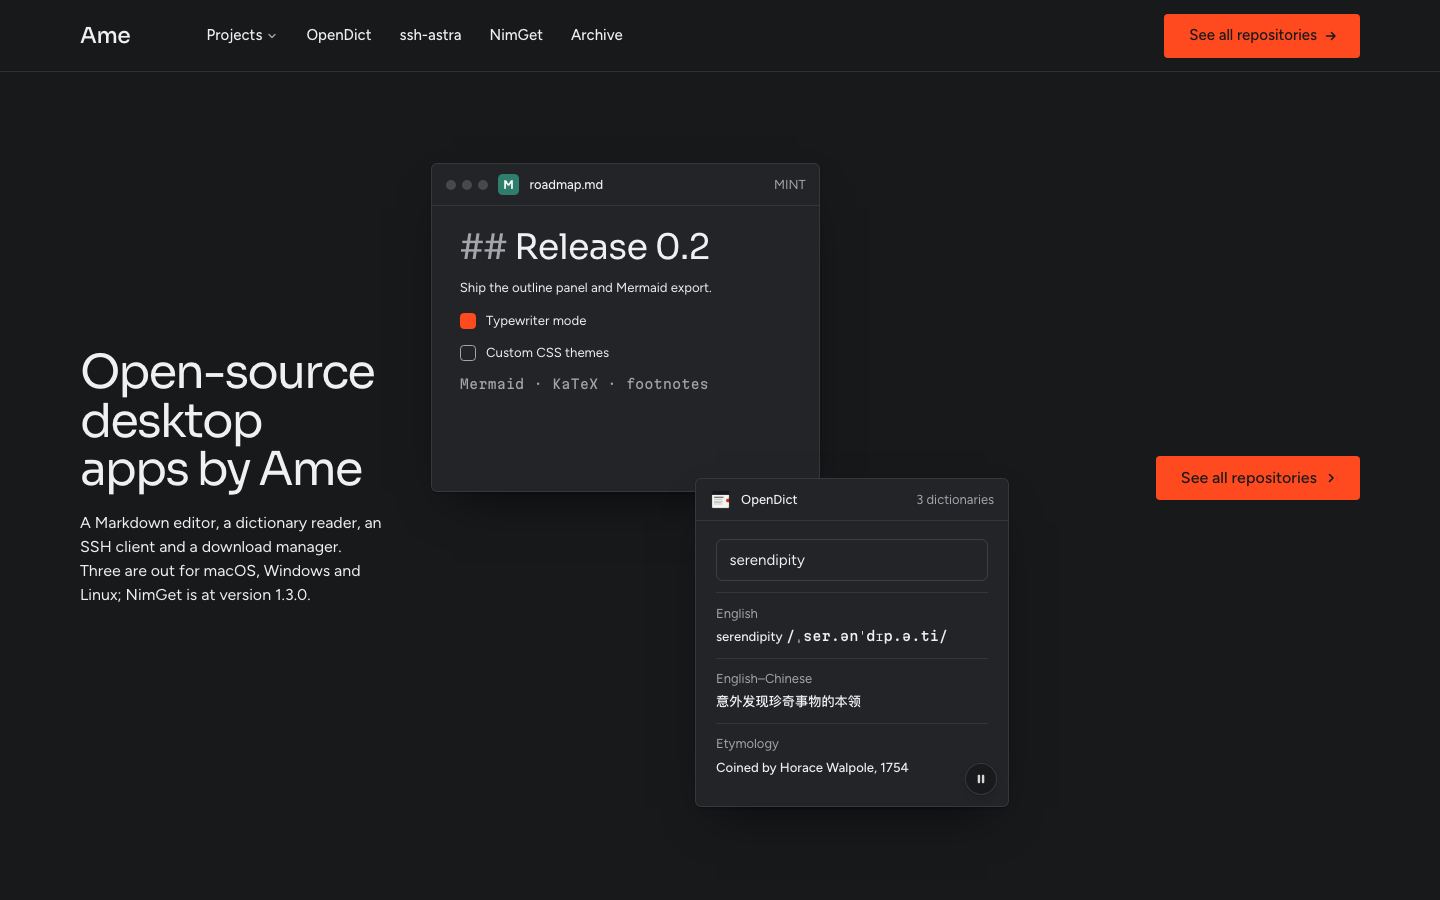 Ame
Projects
OpenDict
ssh-astra
NimGet
Archive
See all repositories →
M
roadmap.md
MINT
## Release 0.2
Ship the outline panel and Mermaid export.
Typewriter mode
Custom CSS themes
Mermaid · KaTeX · footnotes
Open-source
desktop
apps by Ame
A Markdown editor, a dictionary reader, an
SSH client and a download manager.
Three are out for macOS, Windows and
Linux; NimGet is at version 1.3.0.
See all repositories
OpenDict
3 dictionaries
serendipity
English
serendipity /ˌser.ənˈdɪp.ə.ti/
English–Chinese
意外发现珍奇事物的本领
Etymology
Coined by Horace Walpole, 1754